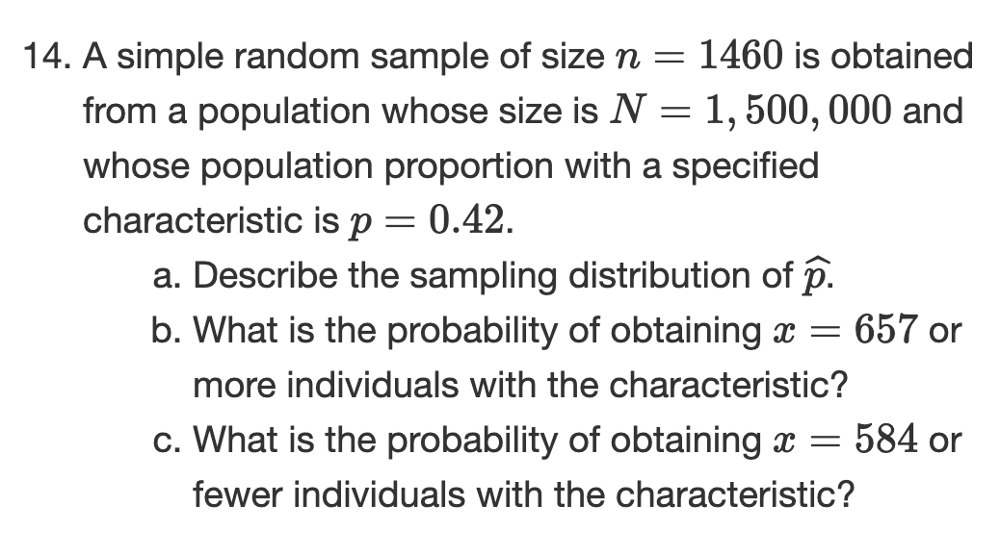 14. A simple random sample of size n = 1460 is obtained
from a population whose size is N = 1, 500, 000 and
whose population proportion with a specified
characteristic is p = 0.42.
a. Describe the sampling distribution of p̂.
b. What is the probability of obtaining x = 657 or
more individuals with the characteristic?
c. What is the probability of obtaining x = 584 or
fewer individuals with the characteristic?